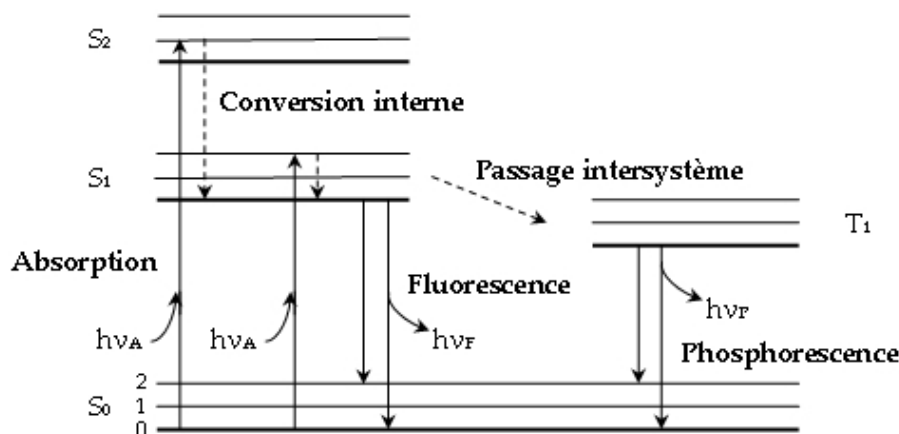 S₂
Conversion interne
S₁
Passage intersystème
T₁
Absorption
Fluorescence
hνA
hνA
hνF
hνP
Phosphorescence
S₀
2
1
0